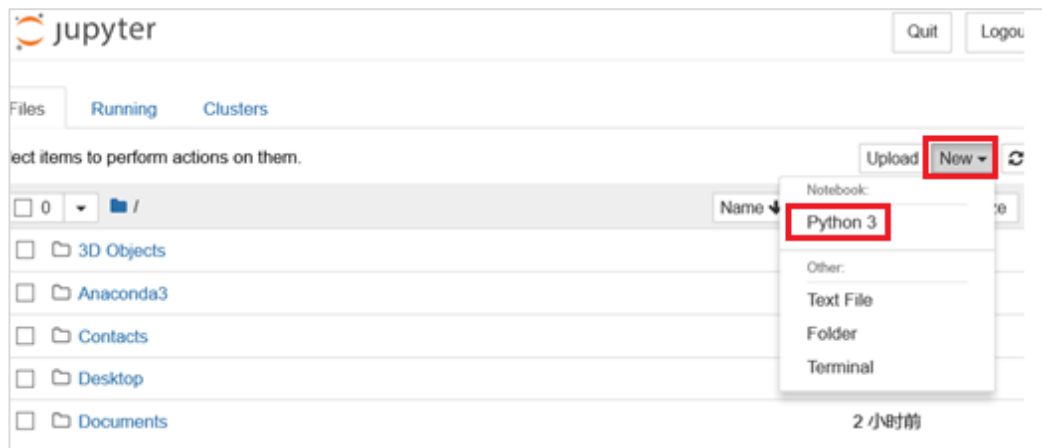 jupyter
Quit Logou
Files Running Clusters
ect items to perform actions on them.
Upload New
0 / Name ze
Notebook:
Python 3
3D Objects
Other:
Anaconda3
Text File
Contacts
Folder
Desktop
Terminal
Documents 2 小时前